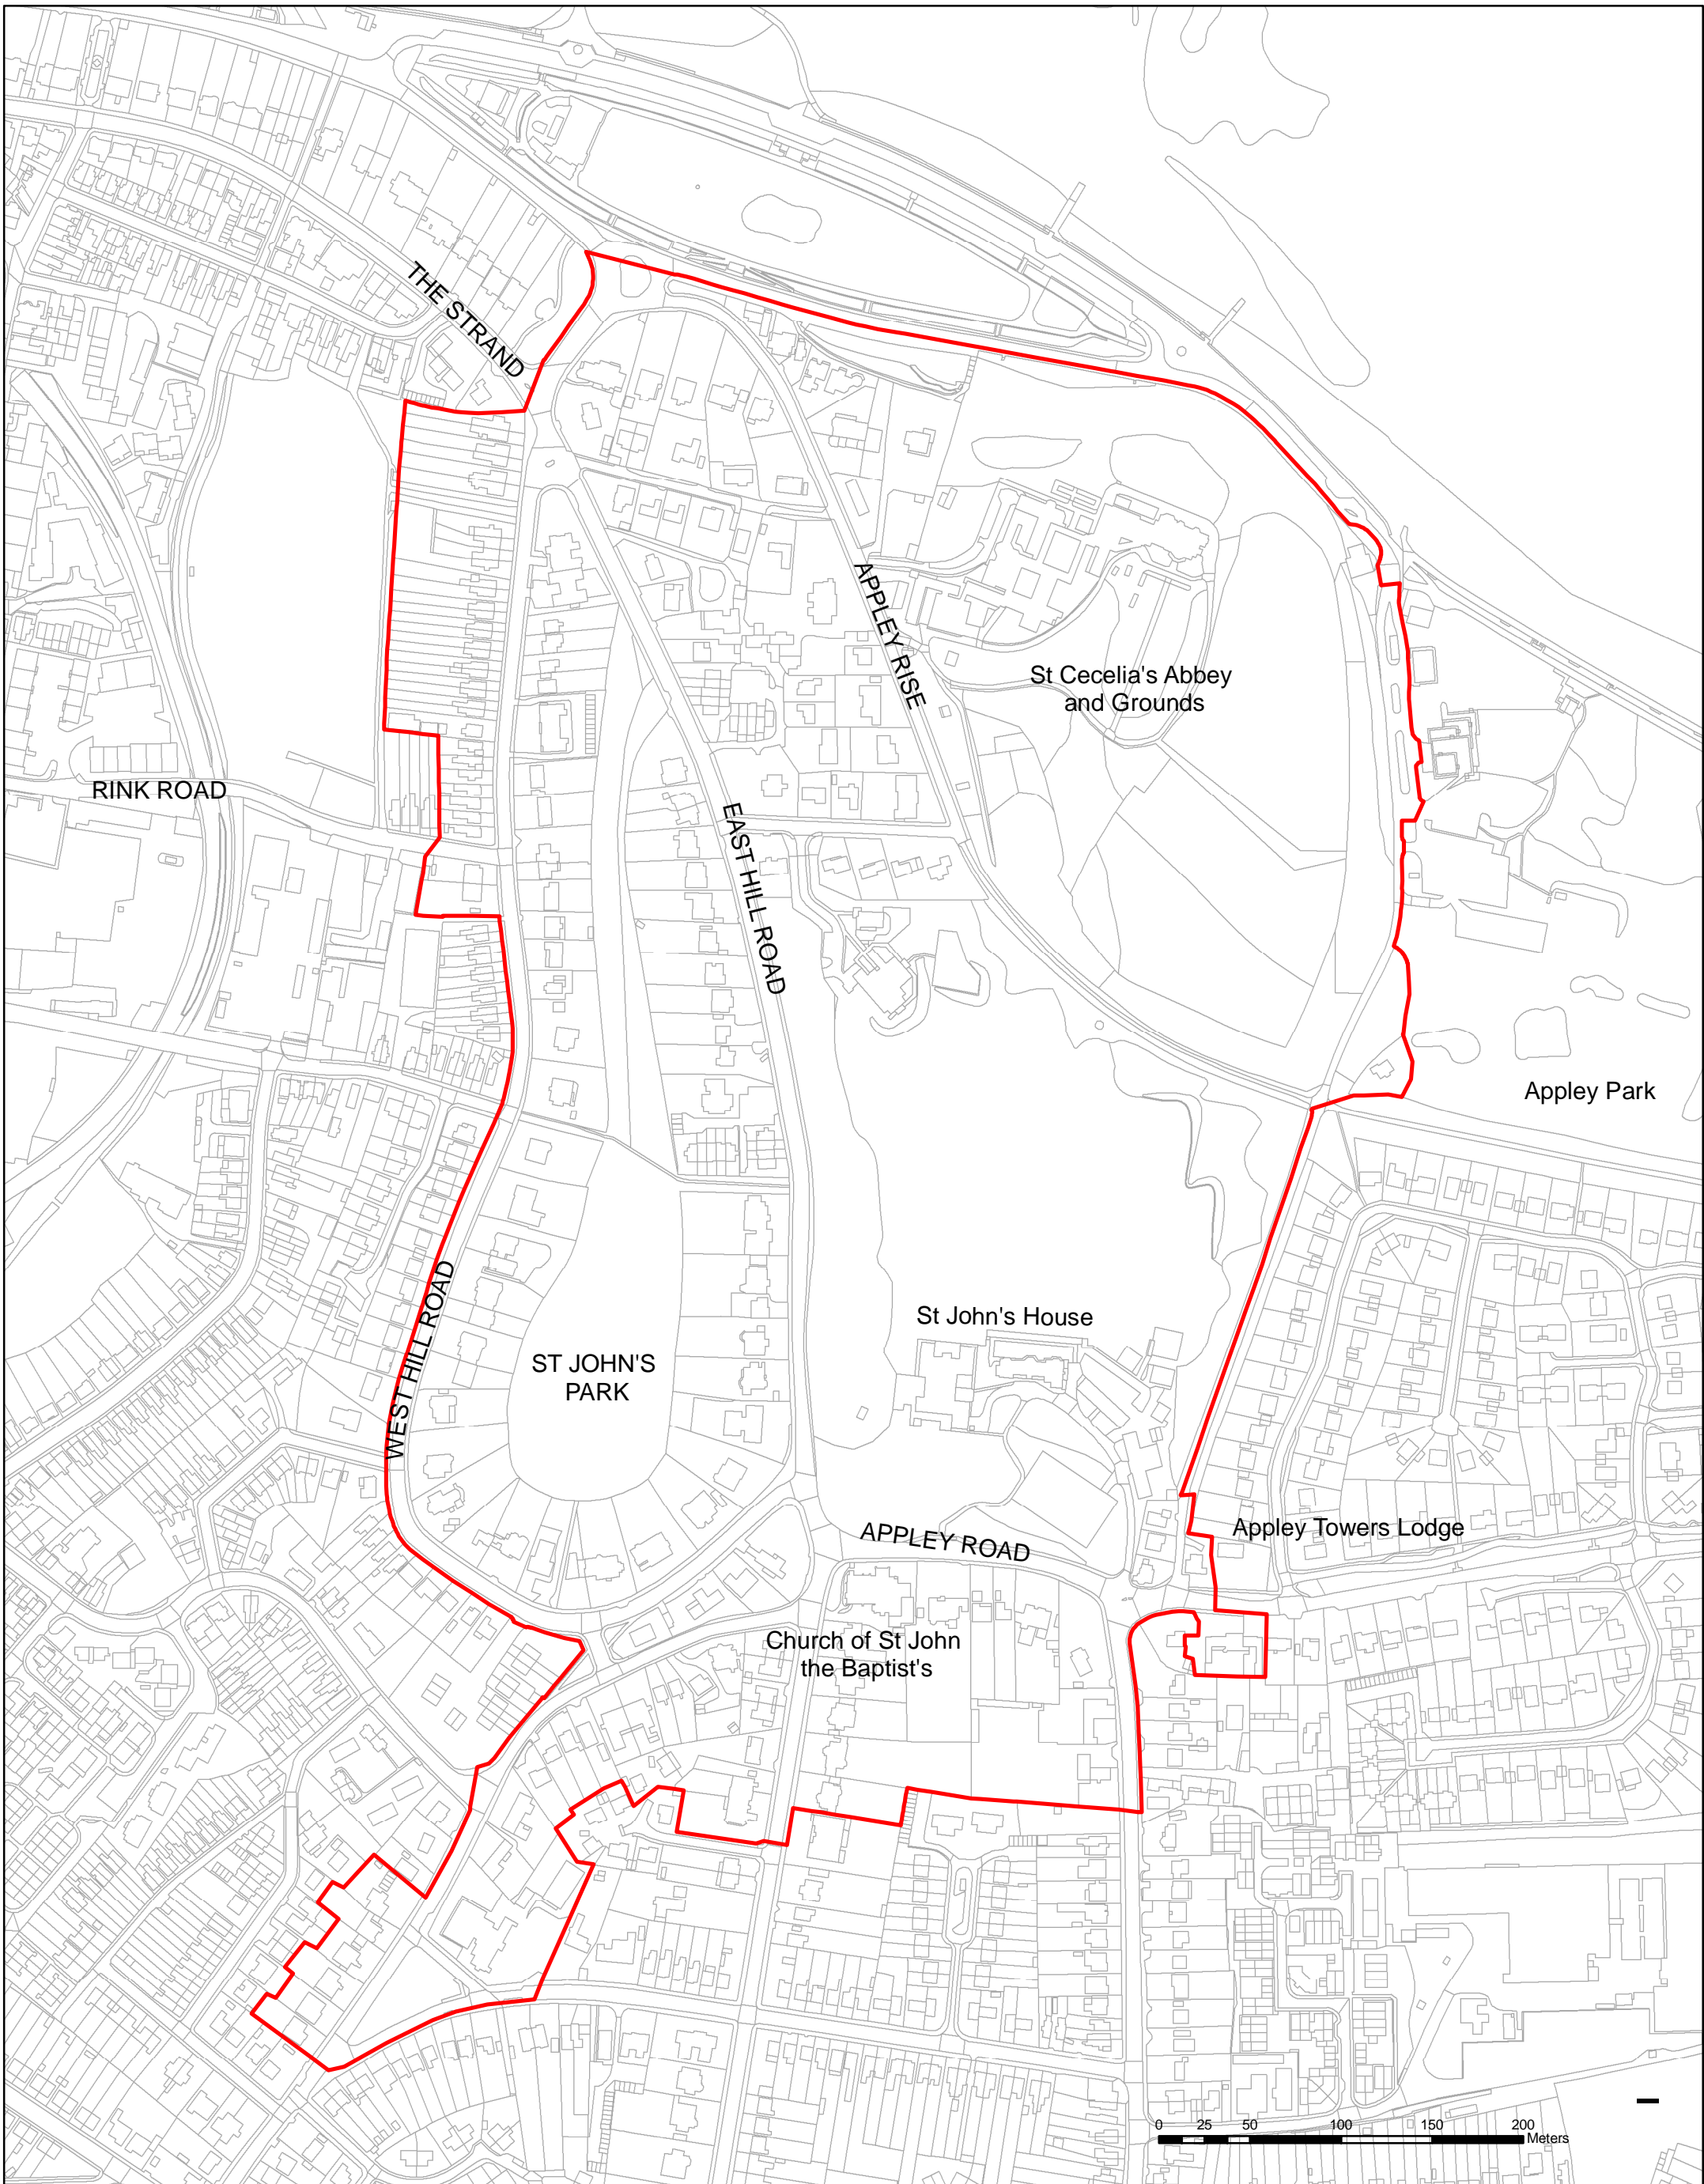 THE STRAND
APPLEY RISE
St Cecelia's Abbey
and Grounds
RINK ROAD
EAST HILL ROAD
Appley Park
WEST HILL ROAD
St John's House
ST JOHN'S
PARK
APPLEY ROAD
Appley Towers Lodge
Church of St John
the Baptist's
0 25 50 100 150 200
Meters